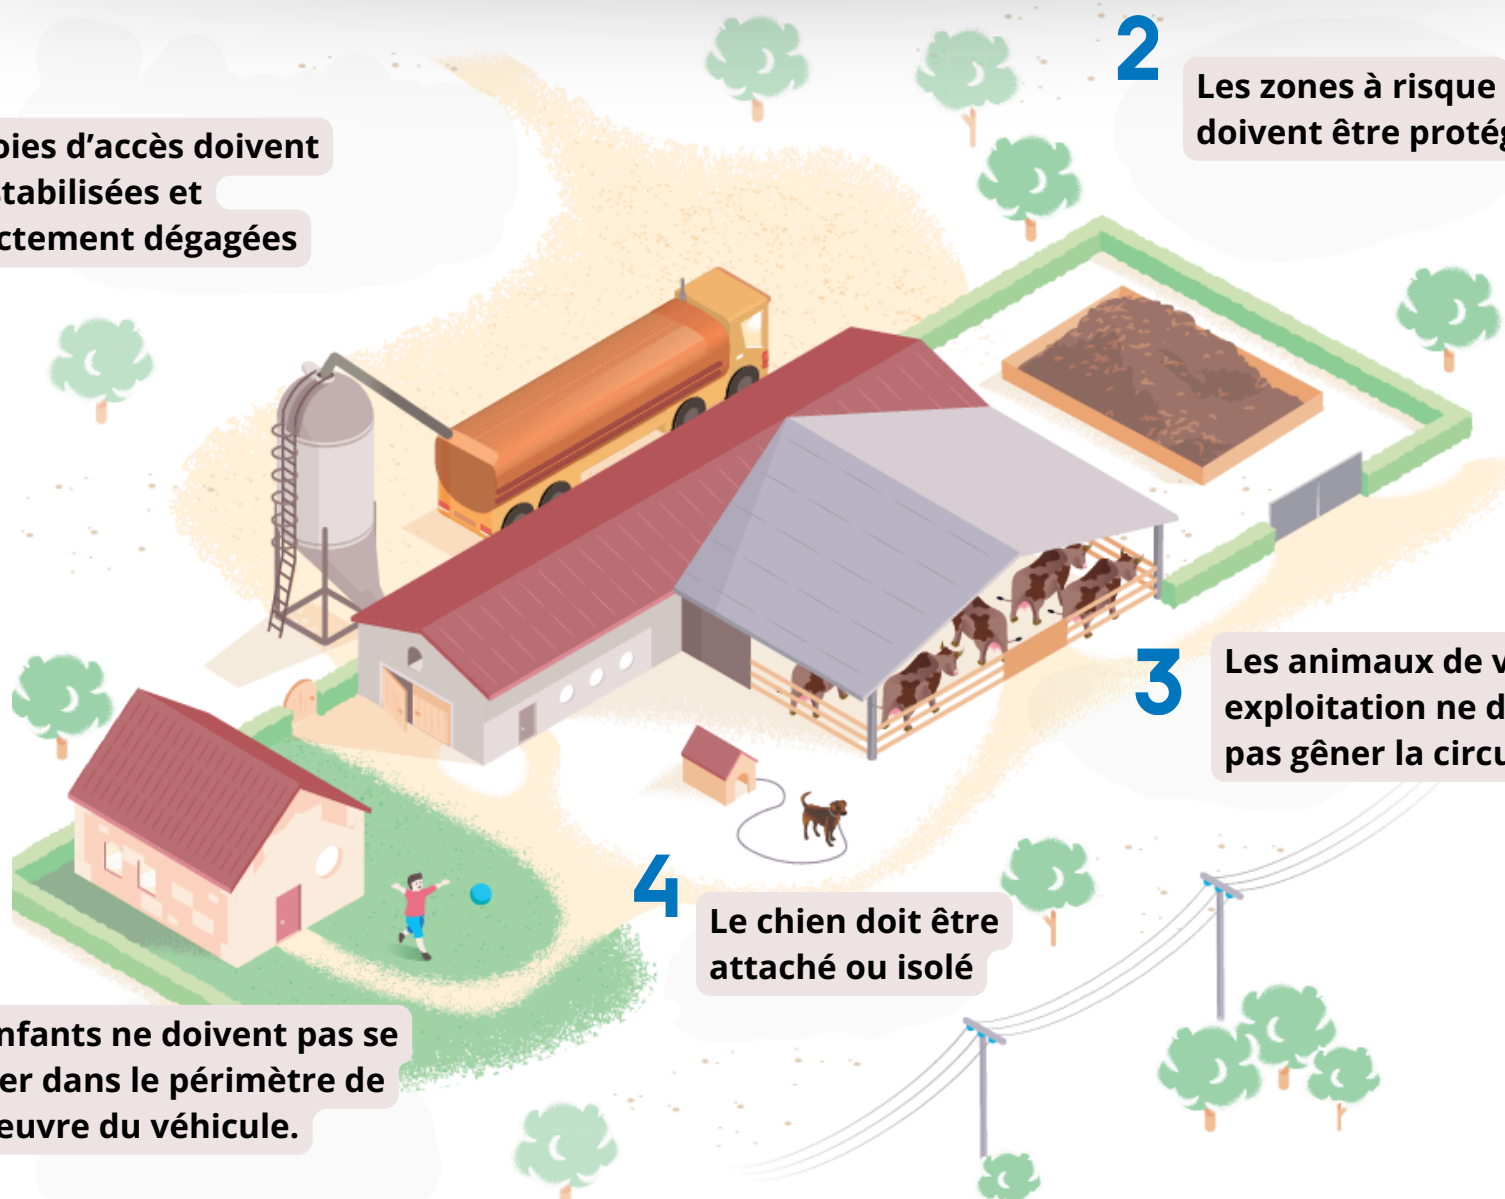 2
Les zones à risque
doivent être protég
oies d’accès doivent
tabilisées et
ctement dégagées
3
Les animaux de v
exploitation ne d
pas gêner la circu
4
Le chien doit être
attaché ou isolé
nfants ne doivent pas se
er dans le périmètre de
euvre du véhicule.